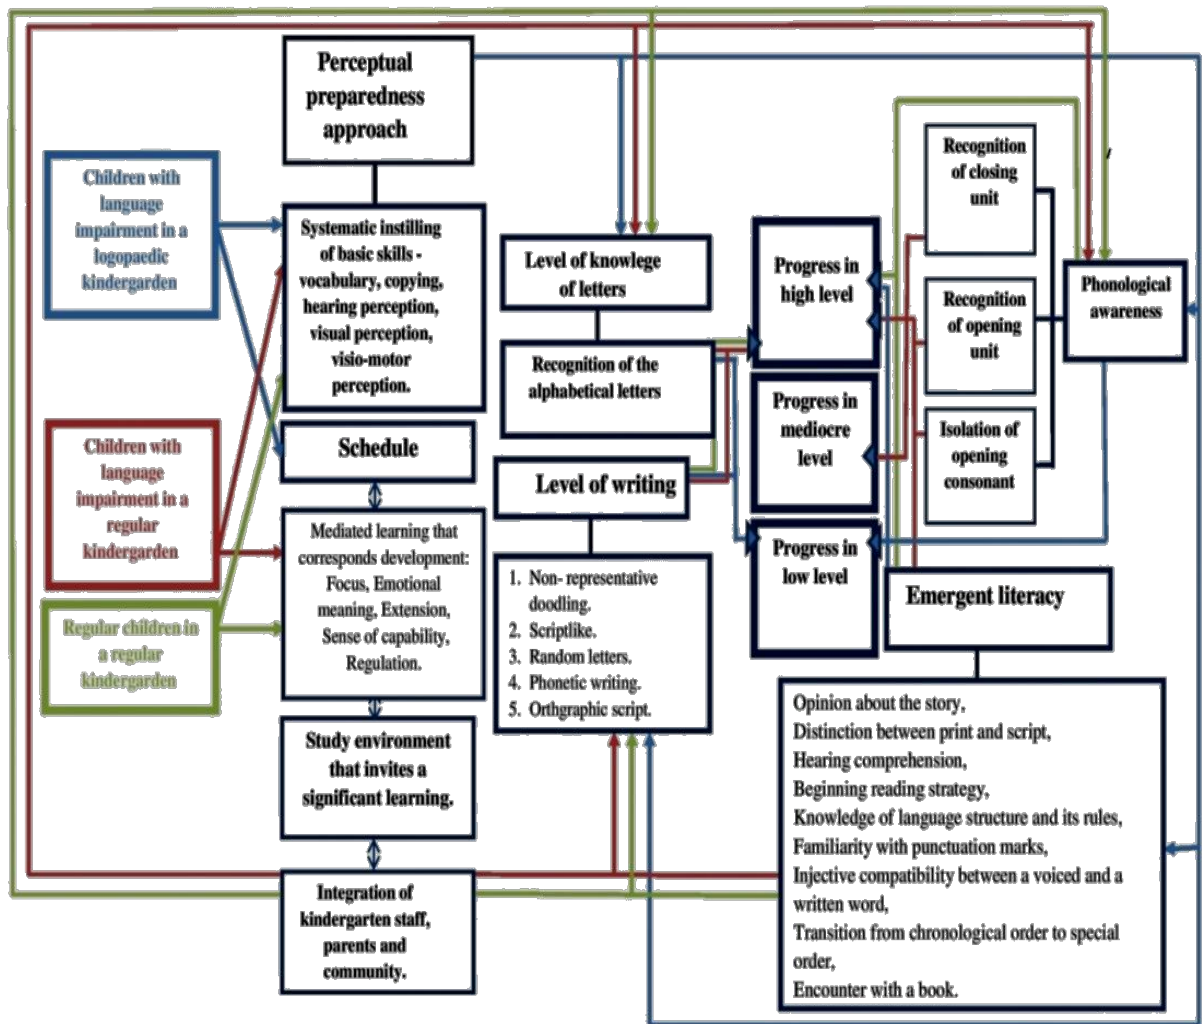 Perceptual
preparedness
approach
Children with
language
impairment in a
logopaedic
kindergarden
Systematic instilling
of basic skills -
vocabulary, copying,
hearing perception,
visual perception,
visio-motor
perception.
Children with
language
impairment in a
regular
kindergarden
Schedule
Mediated learning that
corresponds development:
Focus, Emotional
meaning, Extension,
Sense of capability,
Regulation.
Regular children in
a regular
kindergarden
Study environment
that invites a
significant learning.
Integration of
kindergarten staff,
parents and
community.
Level of knowlege
of letters
Recognition of the
alphabetical letters
Level of writing
1. Non- representative
doodling.
2. Scriptlike.
3. Random letters.
4. Phonetic writing.
5. Orthgraphic script.
Progress in
high level
Progress in
mediocre
level
Progress in
low level
Recognition
of closing
unit
Recognition
of opening
unit
Isolation of
opening
consonant
Phonological
awareness
Emergent literacy
Opinion about the story,
Distinction between print and script,
Hearing comprehension,
Beginning reading strategy,
Knowledge of language structure and its rules,
Familiarity with punctuation marks,
Injective compatibility between a voiced and a
written word,
Transition from chronological order to special
order,
Encounter with a book.